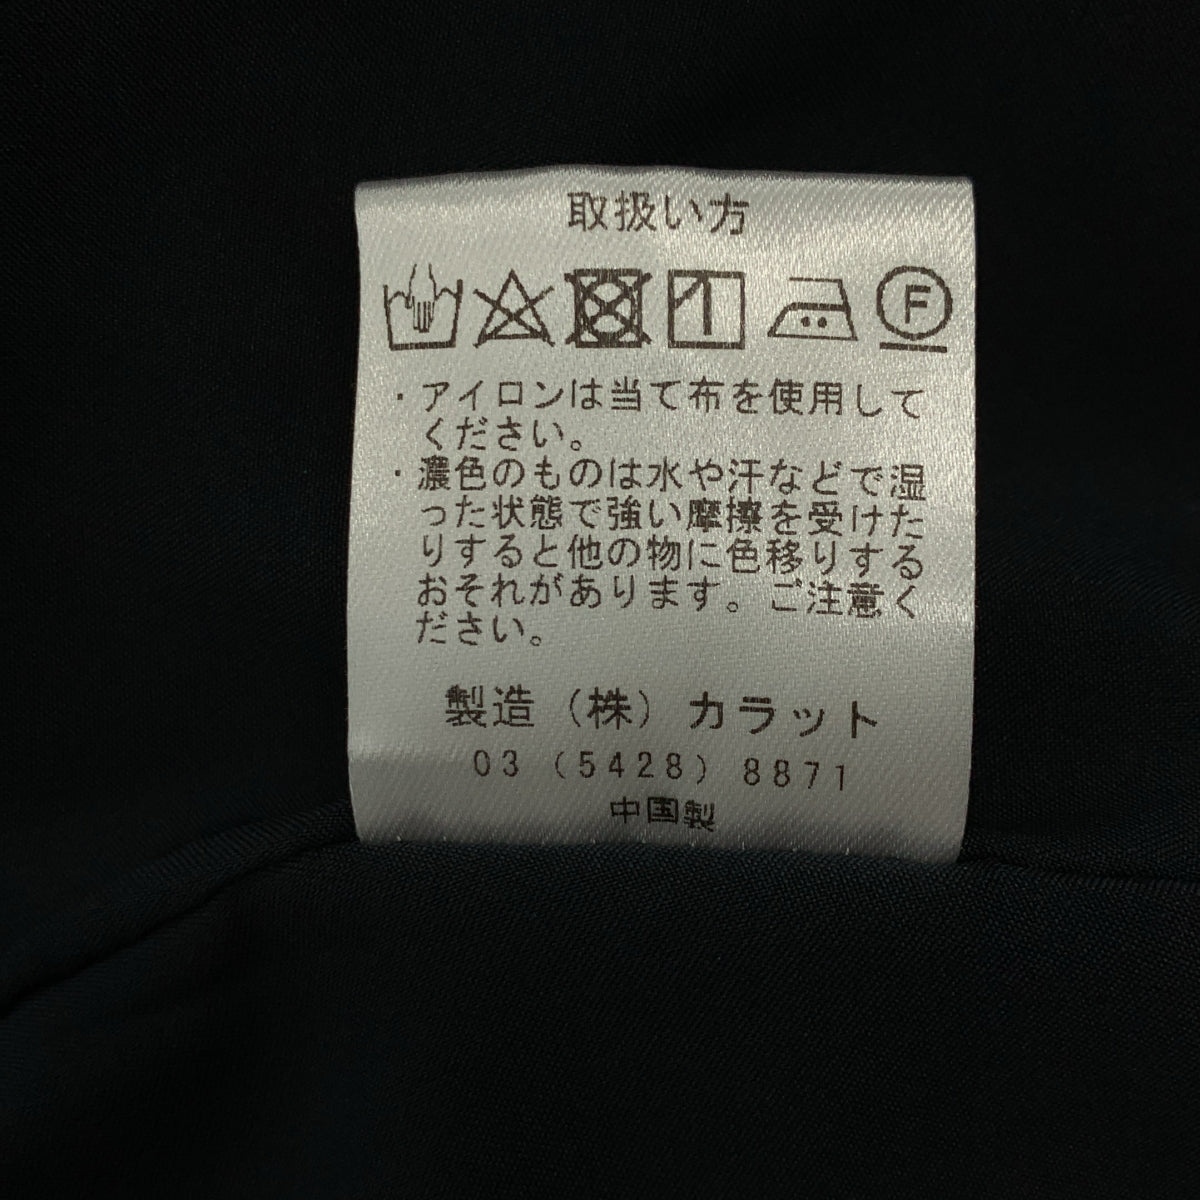 取扱い方
F
・アイロンは当て布を使用して
ください。
・濃色のものは水や汗などで湿
った状態で強い摩擦を受けた
りすると他の物に色移りする
おそれがあります。ご注意く
ださい。
製造（株）カラット
03（5428）8871
中国製